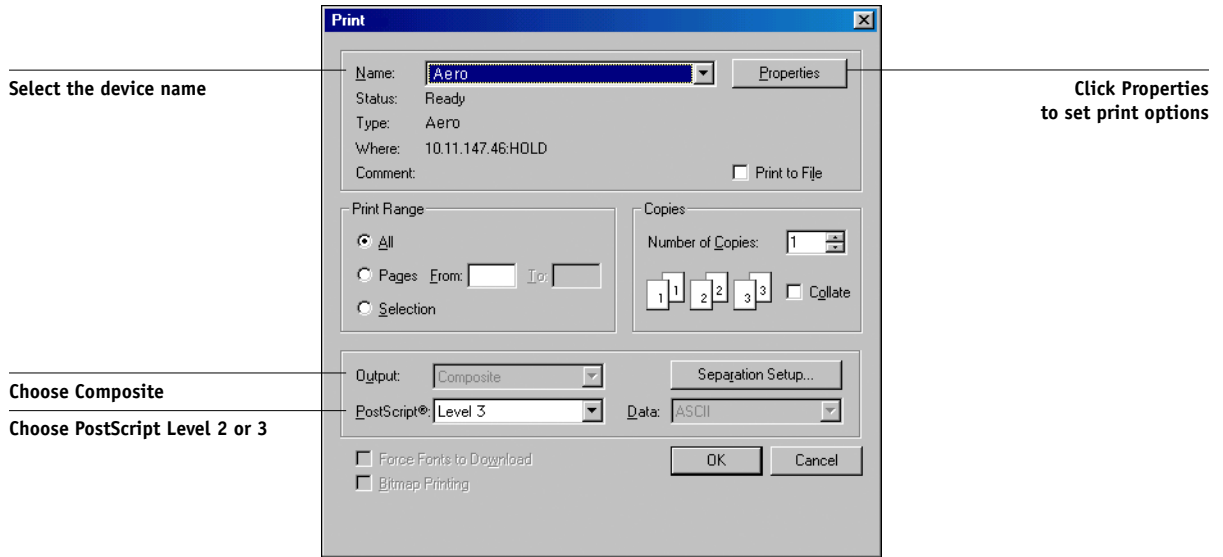 Print
Select the device name
Name: Aero Properties
Click Properties
to set print options
Status: Ready
Type: Aero
Where: 10.11.147.46:HOLD
Comment: Print to File
Print Range
All
Pages From: To:
Selection
Copies
Number of Copies: 1
1 1 2 2 3 3 Collate
Choose Composite
Output: Composite Separation Setup...
Choose PostScript Level 2 or 3
PostScript®: Level 3 Data: ASCII
Force Fonts to Download
Bitmap Printing
OK Cancel